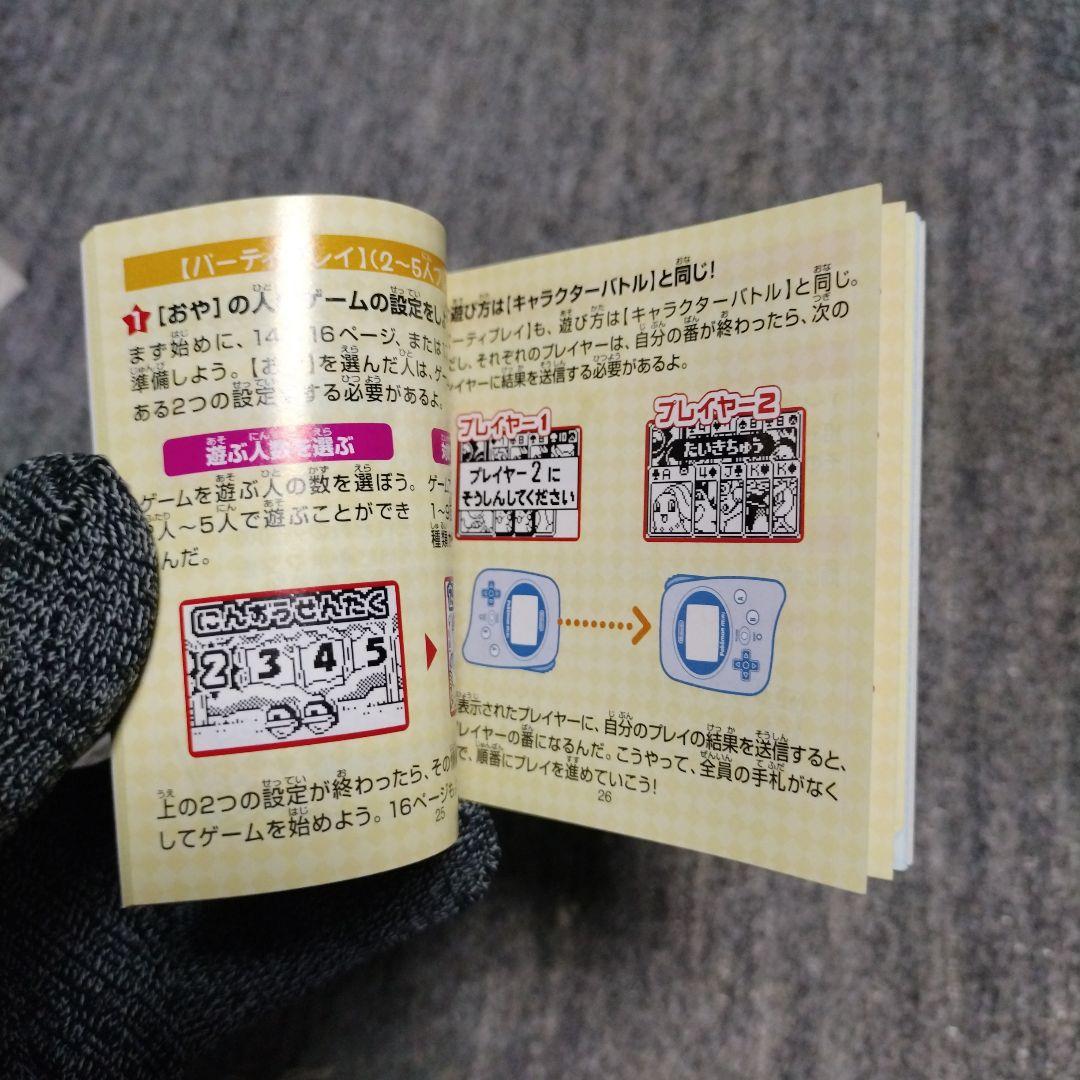 【パーティプレイ】(2〜5人
1 [おや]の人 ゲームの設定をし
まず始めに、14 16ページ、または
準備しよう。【お を選んだ人は、ゲー
ある2つの設定 する必要があるよ。
遊ぶ人数を選ぶ
ゲームを遊ぶ人の数を選ぼう。
人〜5人で遊ぶことができ
んだ。
ゲー
1〜
種類
にんずうせんたく
2 3 4 5
上の2つの設定が終わったら、その
してゲームを始めよう。16ページも
25
遊び方は【キャラクターバトル】と同じ!
ーティプレイ】も、遊び方は【キャラクターバトル】と同じ。
だし、それぞれのプレイヤーは、自分の番が終わったら、次の
レイヤーに結果を送信する必要があるよ。
プレイヤー1
プレイヤー2に
そうしんしてください
プレイヤー2
たいきちゅう
A 9 4 J K K
Nintendo
Pokémon mini
Nintendo
Pokémon mini
表示されたプレイヤーに、自分のプレイの結果を送信すると、
レイヤーの番になるんだ。こうやって、全員の手札がなく
で、順番にプレイを進めていこう!
26